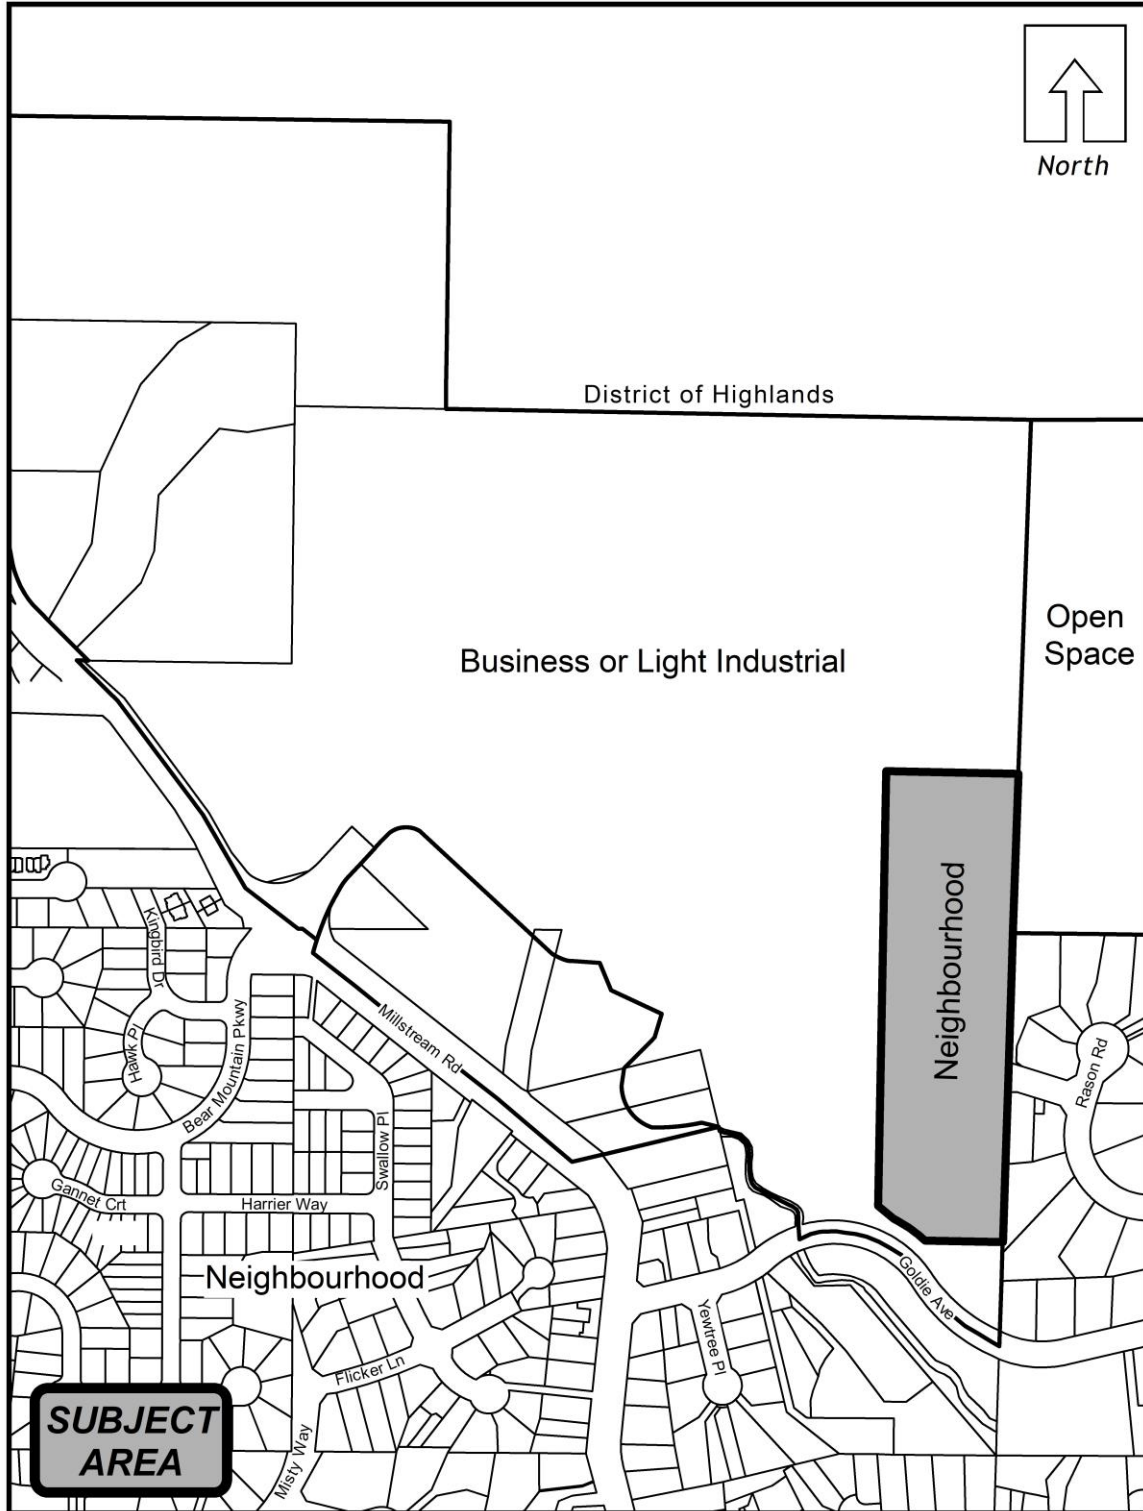 North
District of Highlands
Open
Space
Business or Light Industrial
Neighbourhood
Kingbird Dr
Millstream Rd
Hawk Pl
Bear Mountain Pkwy
Rason Rd
Swallow Pl
Gannet Crt
Harrier Way
Neighbourhood
Goldie Ave
Yewtree Pl
Flicker Ln
SUBJECT
AREA
Misty Way